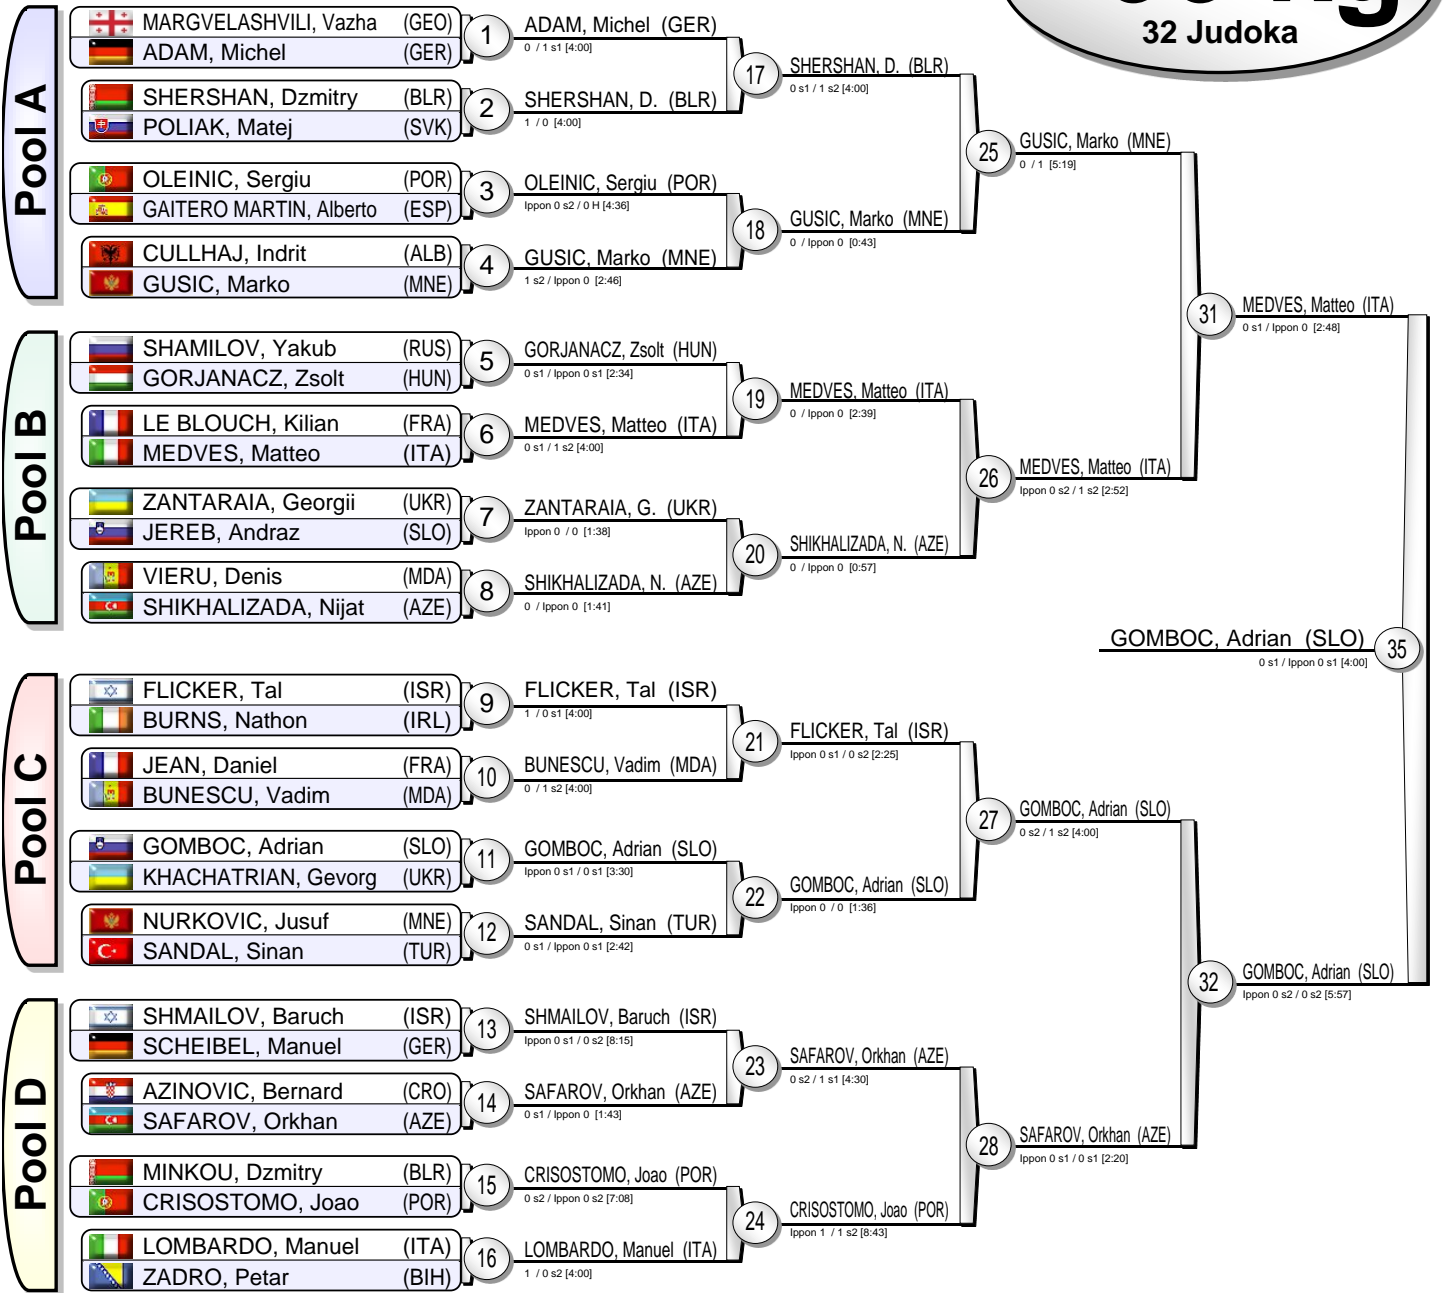 32 Judoka
Pool A
MARGVELASHVILI, Vazha (GEO)
ADAM, Michel (GER)
1
SHERSHAN, Dzmitry (BLR)
POLIAK, Matej (SVK)
2
OLEINIC, Sergiu (POR)
GAITERO MARTIN, Alberto (ESP)
3
CULLHAJ, Indrit (ALB)
GUSIC, Marko (MNE)
4
Pool B
SHAMILOV, Yakub (RUS)
GORJANACZ, Zsolt (HUN)
5
LE BLOUCH, Kilian (FRA)
MEDVES, Matteo (ITA)
6
ZANTARAIA, Georgii (UKR)
JEREB, Andraz (SLO)
7
VIERU, Denis (MDA)
SHIKHALIZADA, Nijat (AZE)
8
Pool C
FLICKER, Tal (ISR)
BURNS, Nathon (IRL)
9
JEAN, Daniel (FRA)
BUNESCU, Vadim (MDA)
10
GOMBOC, Adrian (SLO)
KHACHATRIAN, Gevorg (UKR)
11
NURKOVIC, Jusuf (MNE)
SANDAL, Sinan (TUR)
12
Pool D
SHMAILOV, Baruch (ISR)
SCHEIBEL, Manuel (GER)
13
AZINOVIC, Bernard (CRO)
SAFAROV, Orkhan (AZE)
14
MINKOU, Dzmitry (BLR)
CRISOSTOMO, Joao (POR)
15
LOMBARDO, Manuel (ITA)
ZADRO, Petar (BIH)
16
ADAM, Michel (GER)
0 / 1 s1 [4:00]
SHERSHAN, D. (BLR)
1 / 0 [4:00]
17
OLEINIC, Sergiu (POR)
Ippon 0 s2 / 0 H [4:36]
GUSIC, Marko (MNE)
1 s2 / Ippon 0 [2:46]
18
GORJANACZ, Zsolt (HUN)
0 s1 / Ippon 0 s1 [2:34]
MEDVES, Matteo (ITA)
0 s1 / 1 s2 [4:00]
19
ZANTARAIA, G. (UKR)
Ippon 0 / 0 [1:38]
SHIKHALIZADA, N. (AZE)
0 / Ippon 0 [1:41]
20
FLICKER, Tal (ISR)
1 / 0 s1 [4:00]
BUNESCU, Vadim (MDA)
0 / 1 s2 [4:00]
21
GOMBOC, Adrian (SLO)
Ippon 0 s1 / 0 s1 [3:30]
SANDAL, Sinan (TUR)
0 s1 / Ippon 0 s1 [2:42]
22
SHMAILOV, Baruch (ISR)
Ippon 0 s1 / 0 s2 [8:15]
SAFAROV, Orkhan (AZE)
0 s1 / Ippon 0 [1:43]
23
CRISOSTOMO, Joao (POR)
0 s2 / Ippon 0 s2 [7:08]
LOMBARDO, Manuel (ITA)
1 / 0 s2 [4:00]
24
SHERSHAN, D. (BLR)
0 s1 / 1 s2 [4:00]
GUSIC, Marko (MNE)
0 / Ippon 0 [0:43]
25
MEDVES, Matteo (ITA)
0 / Ippon 0 [2:39]
SHIKHALIZADA, N. (AZE)
0 / Ippon 0 [0:57]
26
FLICKER, Tal (ISR)
Ippon 0 s1 / 0 s2 [2:25]
GOMBOC, Adrian (SLO)
Ippon 0 / 0 [1:36]
27
SAFAROV, Orkhan (AZE)
0 s2 / 1 s1 [4:30]
CRISOSTOMO, Joao (POR)
Ippon 1 / 1 s2 [8:43]
28
GUSIC, Marko (MNE)
0 / 1 [5:19]
MEDVES, Matteo (ITA)
Ippon 0 s2 / 1 s2 [2:52]
31
GOMBOC, Adrian (SLO)
0 s2 / 1 s2 [4:00]
SAFAROV, Orkhan (AZE)
Ippon 0 s1 / 0 s1 [2:20]
32
MEDVES, Matteo (ITA)
0 s1 / Ippon 0 [2:48]
GOMBOC, Adrian (SLO)
Ippon 0 s2 / 0 s2 [5:57]
GOMBOC, Adrian (SLO)
0 s1 / Ippon 0 s1 [4:00]
35